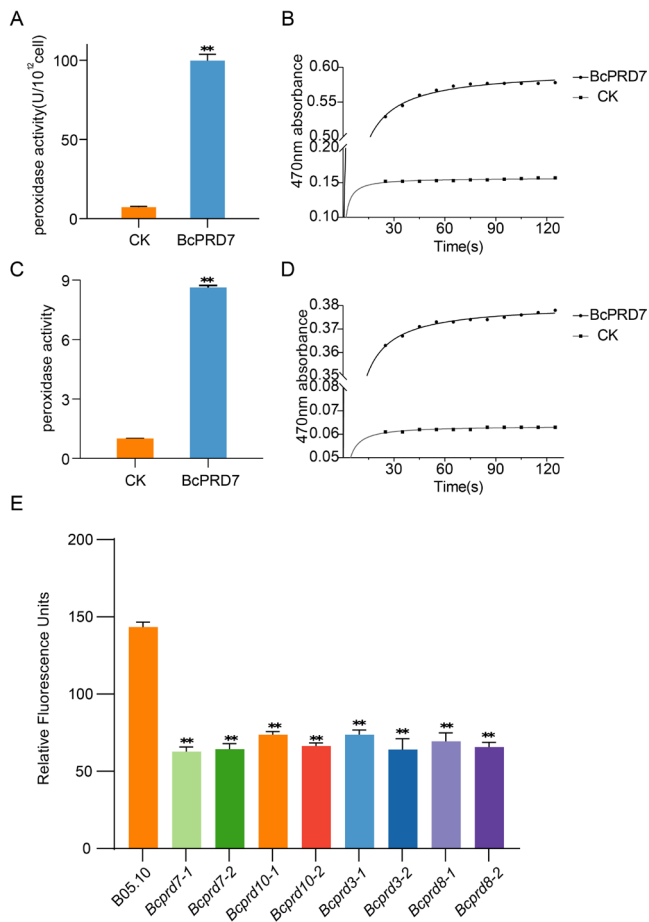 A
peroxidase activity(U/10¹²cell)
100
50
0
**
CK
BcPRD7
B
470nm absorbance
0.60
0.55
0.50
0.20
0.15
0.10
30
60
90
120
Time(s)
BcPRD7
CK
C
peroxidase activity
9
6
3
0
**
CK
BcPRD7
D
470nm absorbance
0.38
0.37
0.36
0.35
0.08
0.07
0.06
0.05
30
60
90
120
Time(s)
BcPRD7
CK
E
Relative Fluorescence Units
200
150
100
50
0
**
**
**
**
**
**
**
**
B05.10
Bcprd7-1
Bcprd7-2
Bcprd10-1
Bcprd10-2
Bcprd3-1
Bcprd3-2
Bcprd8-1
Bcprd8-2